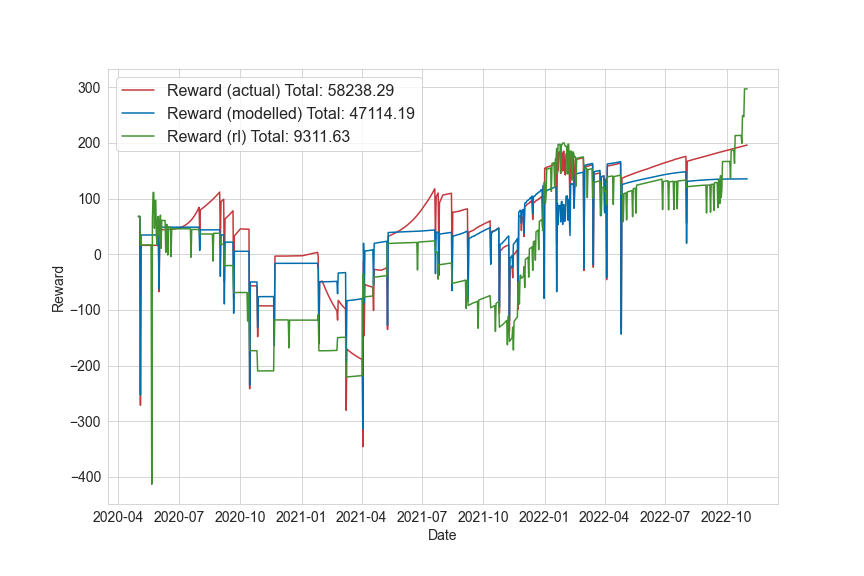 Reward (actual) Total: 58238.29
Reward (modelled) Total: 47114.19
Reward (rl) Total: 9311.63
300
200
100
0
−100
−200
−300
−400
Reward
2020-04 2020-07 2020-10 2021-01 2021-04 2021-07 2021-10 2022-01 2022-04 2022-07 2022-10
Date